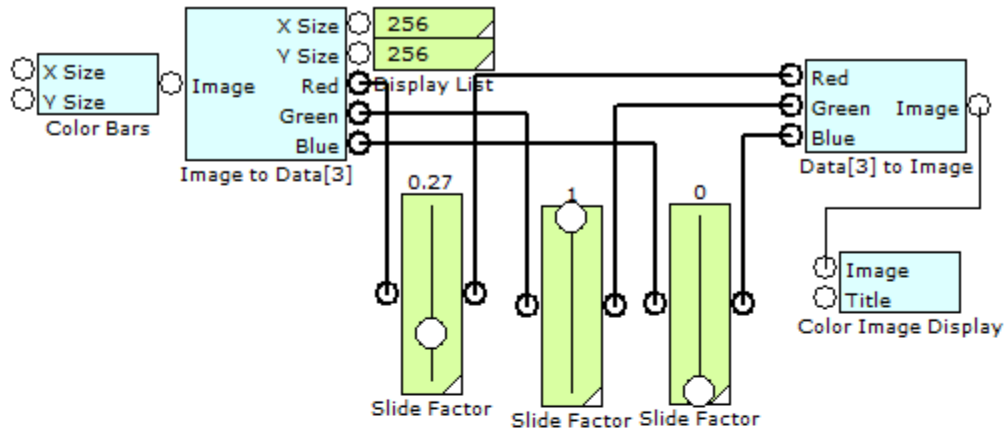 X Size
Y Size
Color Bars
Image
X Size
Y Size
Red
Green
Blue
Image to Data[3]
256
256
Display List
0.27
Slide Factor
1
Slide Factor
0
Slide Factor
Red
Green
Blue
Image
Data[3] to Image
Image
Title
Color Image Display